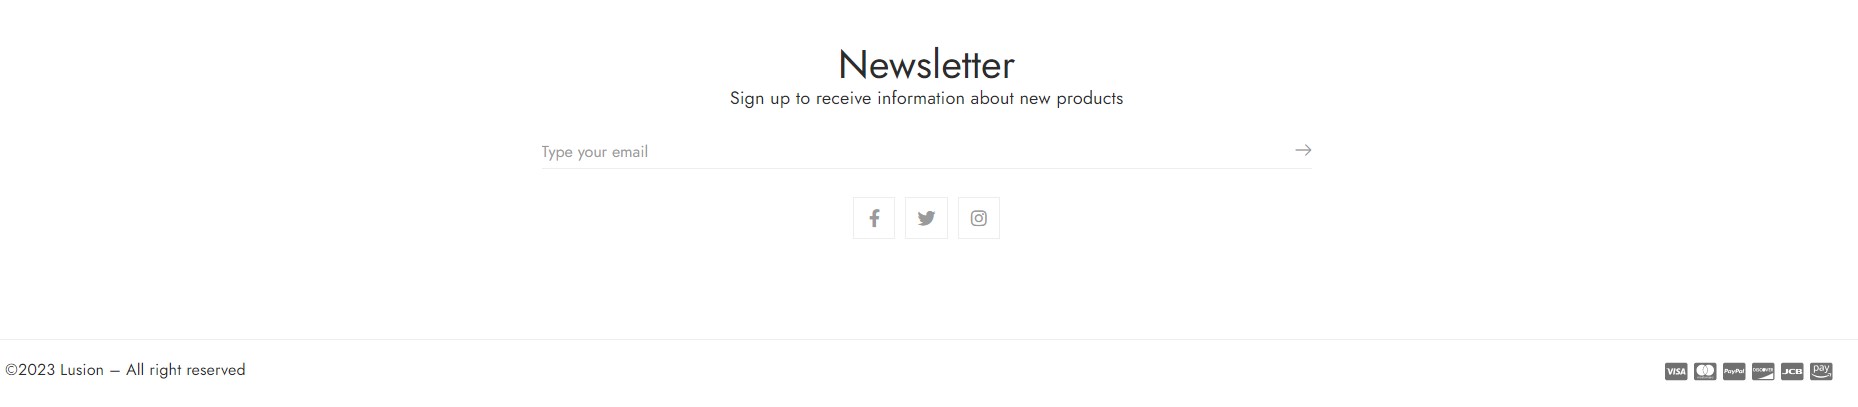 Newsletter
Sign up to receive information about new products
Type your email
©2023 Lusion – All right reserved
VISA PayPal DISCOVER JCB pay